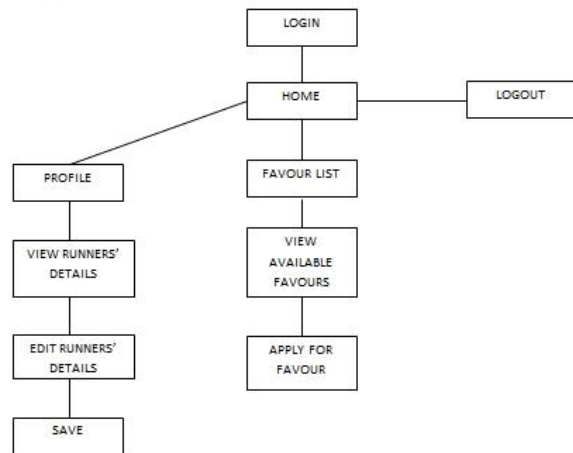 LOGIN
HOME
LOGOUT
PROFILE
FAVOUR LIST
VIEW RUNNERS'
DETAILS
VIEW
AVAILABLE
FAVOURS
EDIT RUNNERS'
DETAILS
APPLY FOR
FAVOUR
SAVE